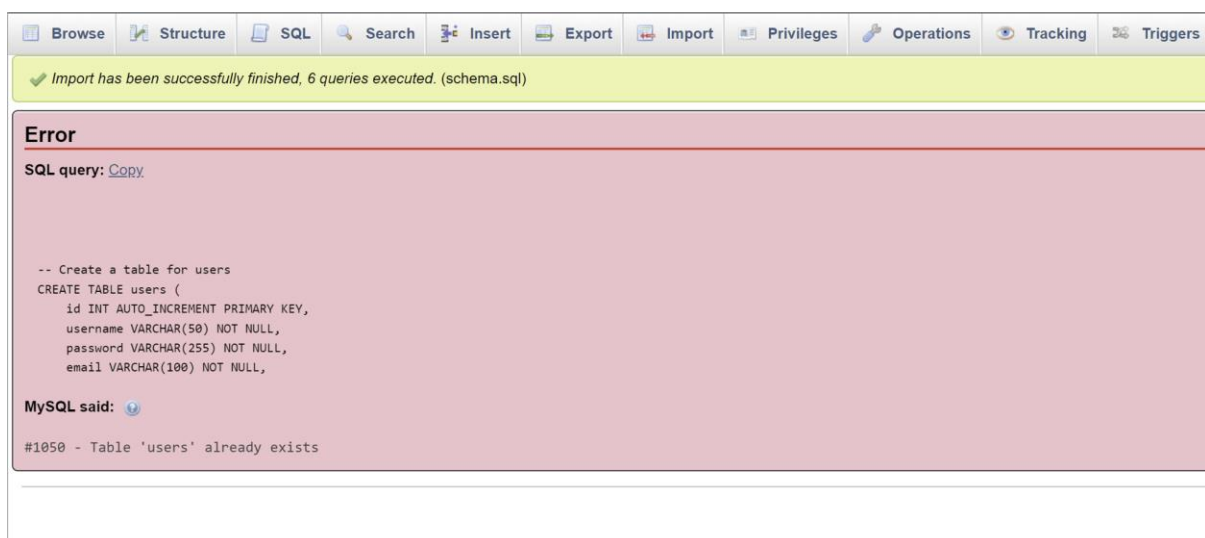 Browse Structure SQL Search Insert Export Import Privileges Operations Tracking Triggers
Import has been successfully finished, 6 queries executed. (schema.sql)
Error
SQL query: Copy
-- Create a table for users
CREATE TABLE users (
id INT AUTO_INCREMENT PRIMARY KEY,
username VARCHAR(50) NOT NULL,
password VARCHAR(255) NOT NULL,
email VARCHAR(100) NOT NULL,
MySQL said:
#1050 - Table 'users' already exists